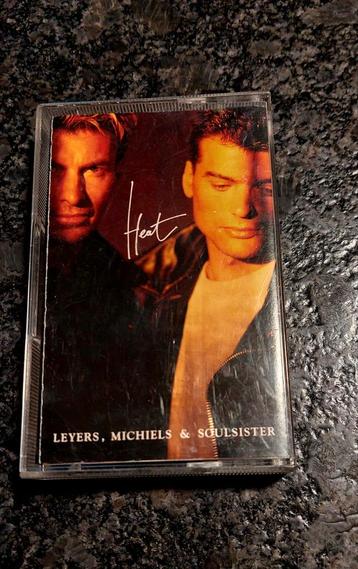 Heat
LEYERS, MICHIELS & SOULSISTER